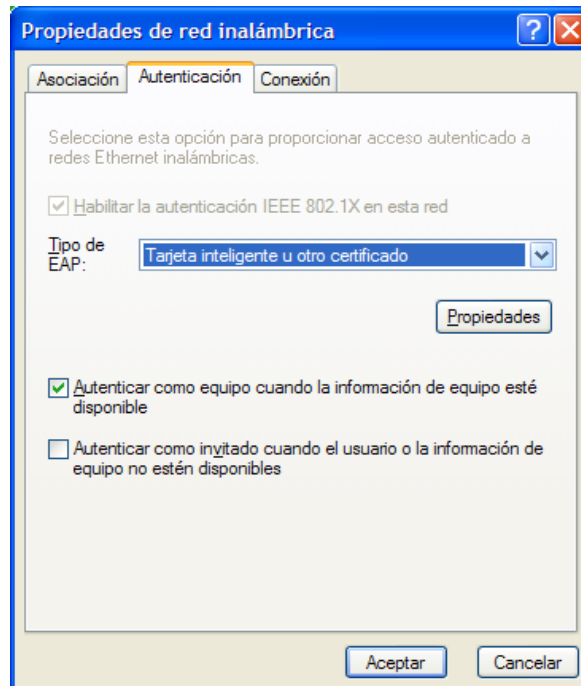 Propiedades de red inalámbrica
Asociación Autenticación Conexión
Seleccione esta opción para proporcionar acceso autenticado a
redes Ethernet inalámbricas.
Habilitar la autenticación IEEE 802.1X en esta red
Tipo de
EAP:
Tarjeta inteligente u otro certificado
Propiedades
Autenticar como equipo cuando la información de equipo esté
disponible
Autenticar como invitado cuando el usuario o la información de
equipo no estén disponibles
Aceptar Cancelar